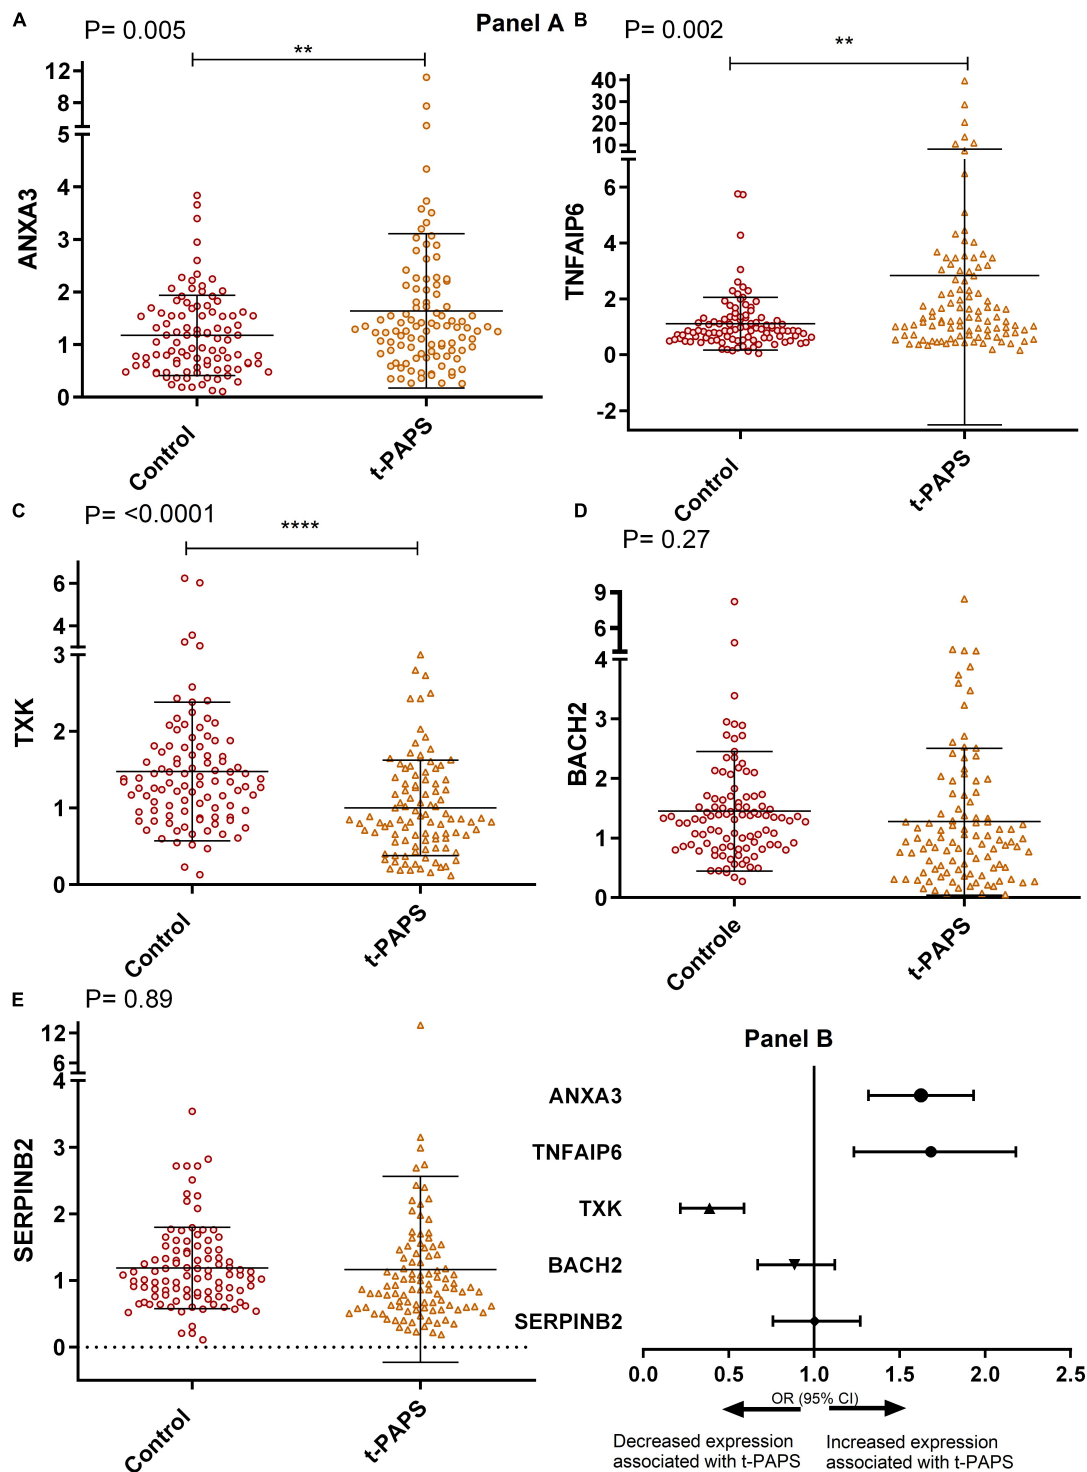 A
P= 0.005
Panel A
**
12
8
5
4
3
2
1
0
ANXA3
Control
t-PAPS
B
P= 0.002
**
40
30
20
10
6
4
2
0
-2
TNFAIP6
Control
t-PAPS
C
P= <0.0001
****
6
4
3
2
1
0
TXK
Control
t-PAPS
D
P= 0.27
9
6
4
3
2
1
0
BACH2
Controle
t-PAPS
E
P= 0.89
12
6
4
3
2
1
0
SERPINB2
Control
t-PAPS
Panel B
ANXA3
TNFAIP6
TXK
BACH2
SERPINB2
0.0 0.5 1.0 1.5 2.0 2.5
OR (95% CI)
Decreased expression
associated with t-PAPS
Increased expression
associated with t-PAPS